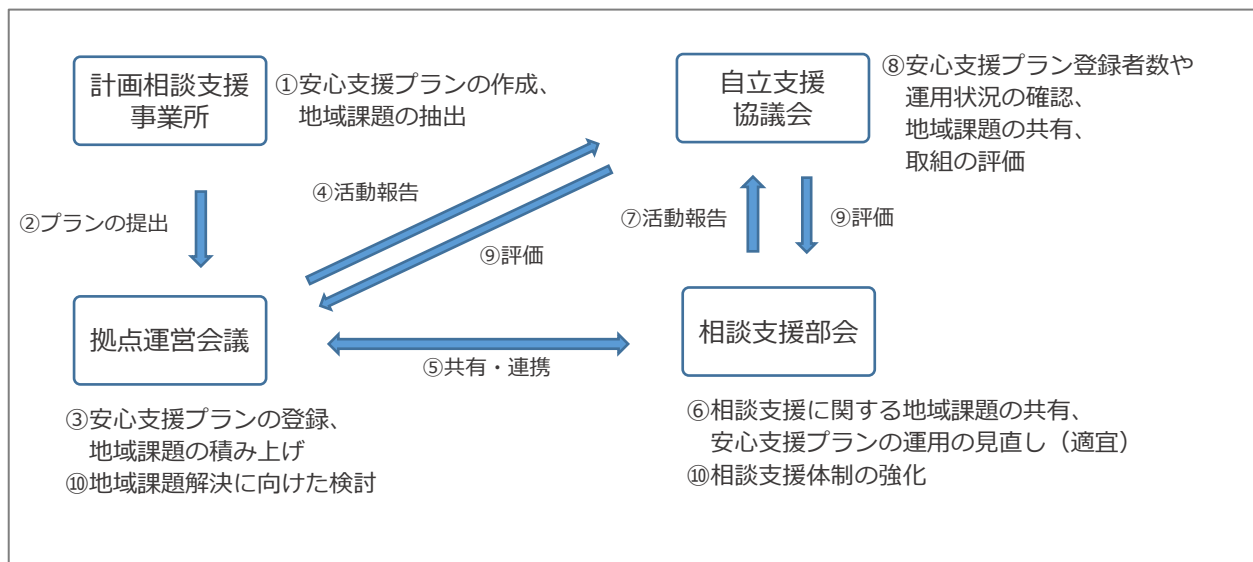 計画相談支援
事業所
①安心支援プランの作成、
地域課題の抽出
自立支援
協議会
⑧安心支援プラン登録者数や
運用状況の確認、
地域課題の共有、
取組の評価
②プランの提出
④活動報告
⑨評価
⑦活動報告
⑨評価
拠点運営会議
⑤共有・連携
相談支援部会
③安心支援プランの登録、
地域課題の積み上げ
⑩地域課題解決に向けた検討
⑥相談支援に関する地域課題の共有、
安心支援プランの運用の見直し（適宜）
⑩相談支援体制の強化